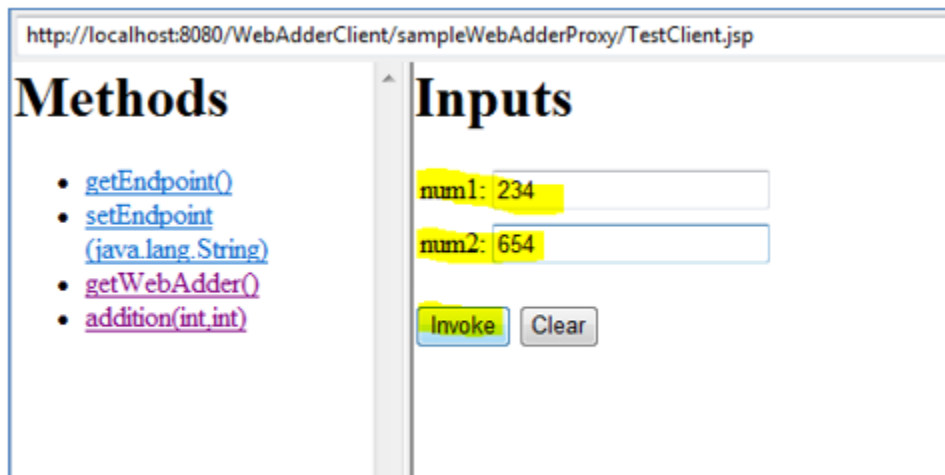 http://localhost:8080/WebAdderClient/sampleWebAdderProxy/TestClient.jsp
Methods
getEndpoint()
setEndpoint
(java.lang.String)
getWebAdder()
addition(int,int)
Inputs
num1: 234
num2: 654
Invoke Clear